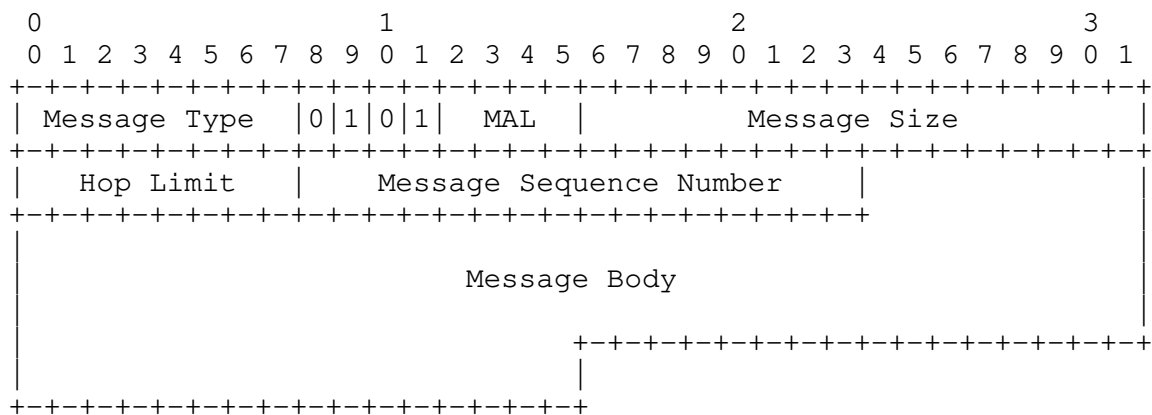 0                   1                   2                   3
 0 1 2 3 4 5 6 7 8 9 0 1 2 3 4 5 6 7 8 9 0 1 2 3 4 5 6 7 8 9 0 1
+-+-+-+-+-+-+-+-+-+-+-+-+-+-+-+-+-+-+-+-+-+-+-+-+-+-+-+-+-+-+-+-+
| Message Type  |0|1|0|1|  MAL  |         Message Size          |
+-+-+-+-+-+-+-+-+-+-+-+-+-+-+-+-+-+-+-+-+-+-+-+-+-+-+-+-+-+-+-+-+
|   Hop Limit   |    Message Sequence Number    |               |
+-+-+-+-+-+-+-+-+-+-+-+-+-+-+-+-+-+-+-+-+-+-+-+-+               |
|                                                               |
|                         Message Body                          |
|                                                               |
|                               +-+-+-+-+-+-+-+-+-+-+-+-+-+-+-+-+
|                               |
+-+-+-+-+-+-+-+-+-+-+-+-+-+-+-+-+